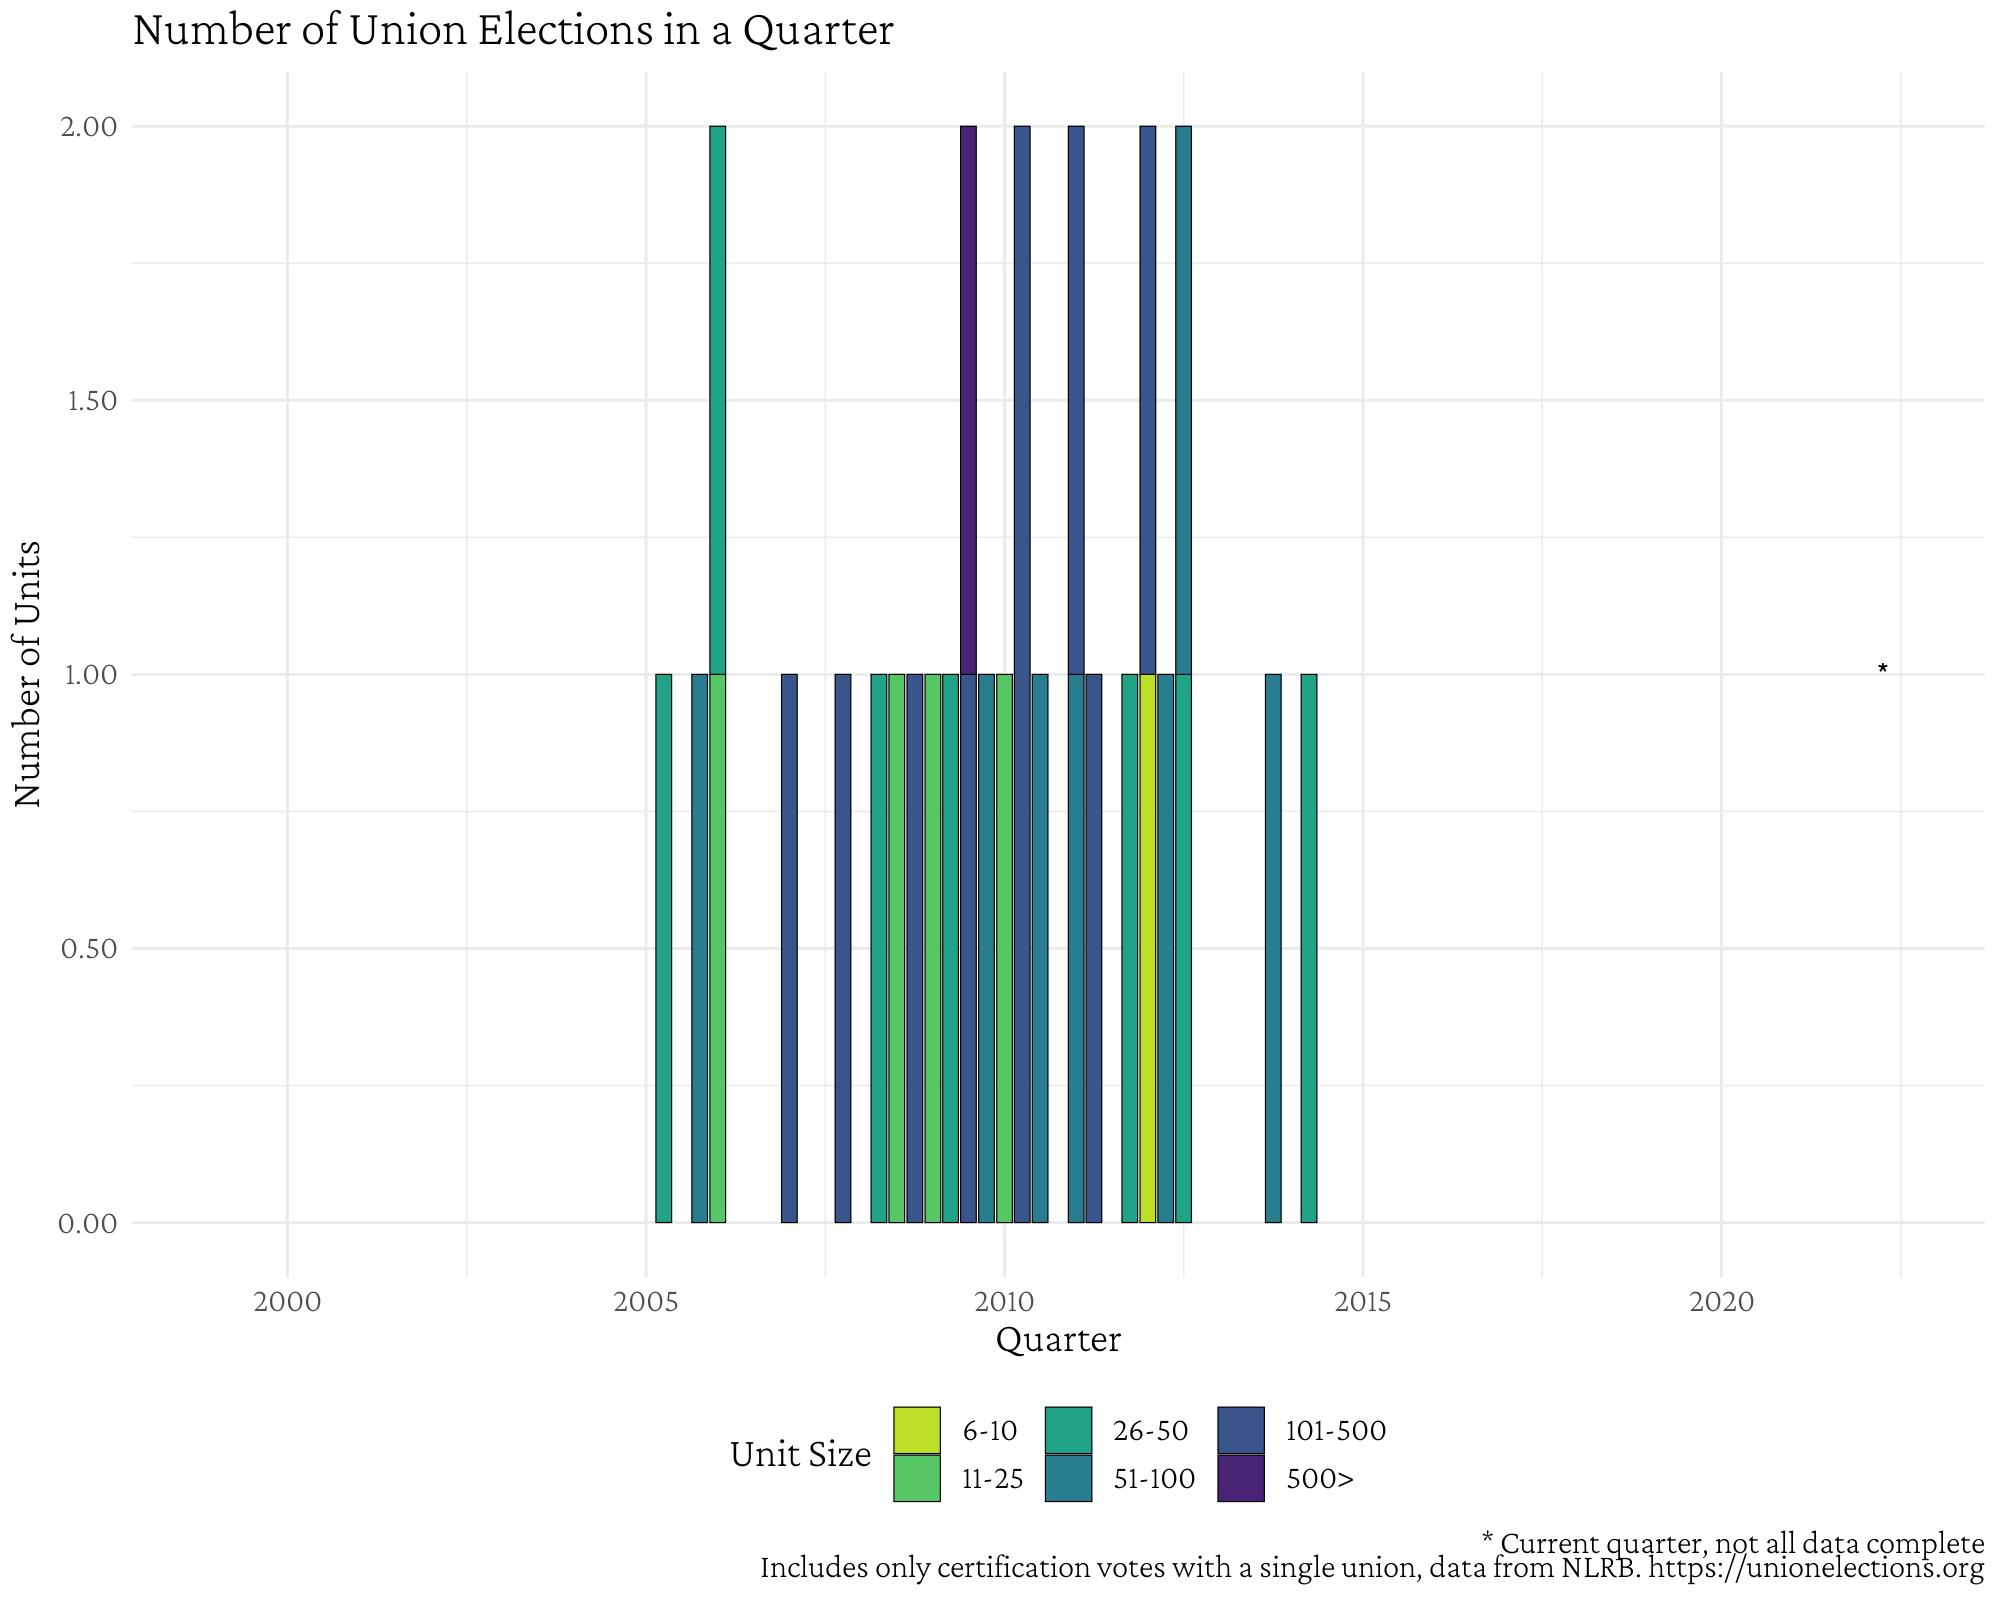 Number of Union Elections in a Quarter
2.00
1.50
1.00
0.50
0.00
Number of Units
*
2000 2005 2010 2015 2020
Quarter
Unit Size
6-10 26-50 101-500
11-25 51-100 500>
* Current quarter, not all data complete
Includes only certification votes with a single union, data from NLRB. https://unionelections.org